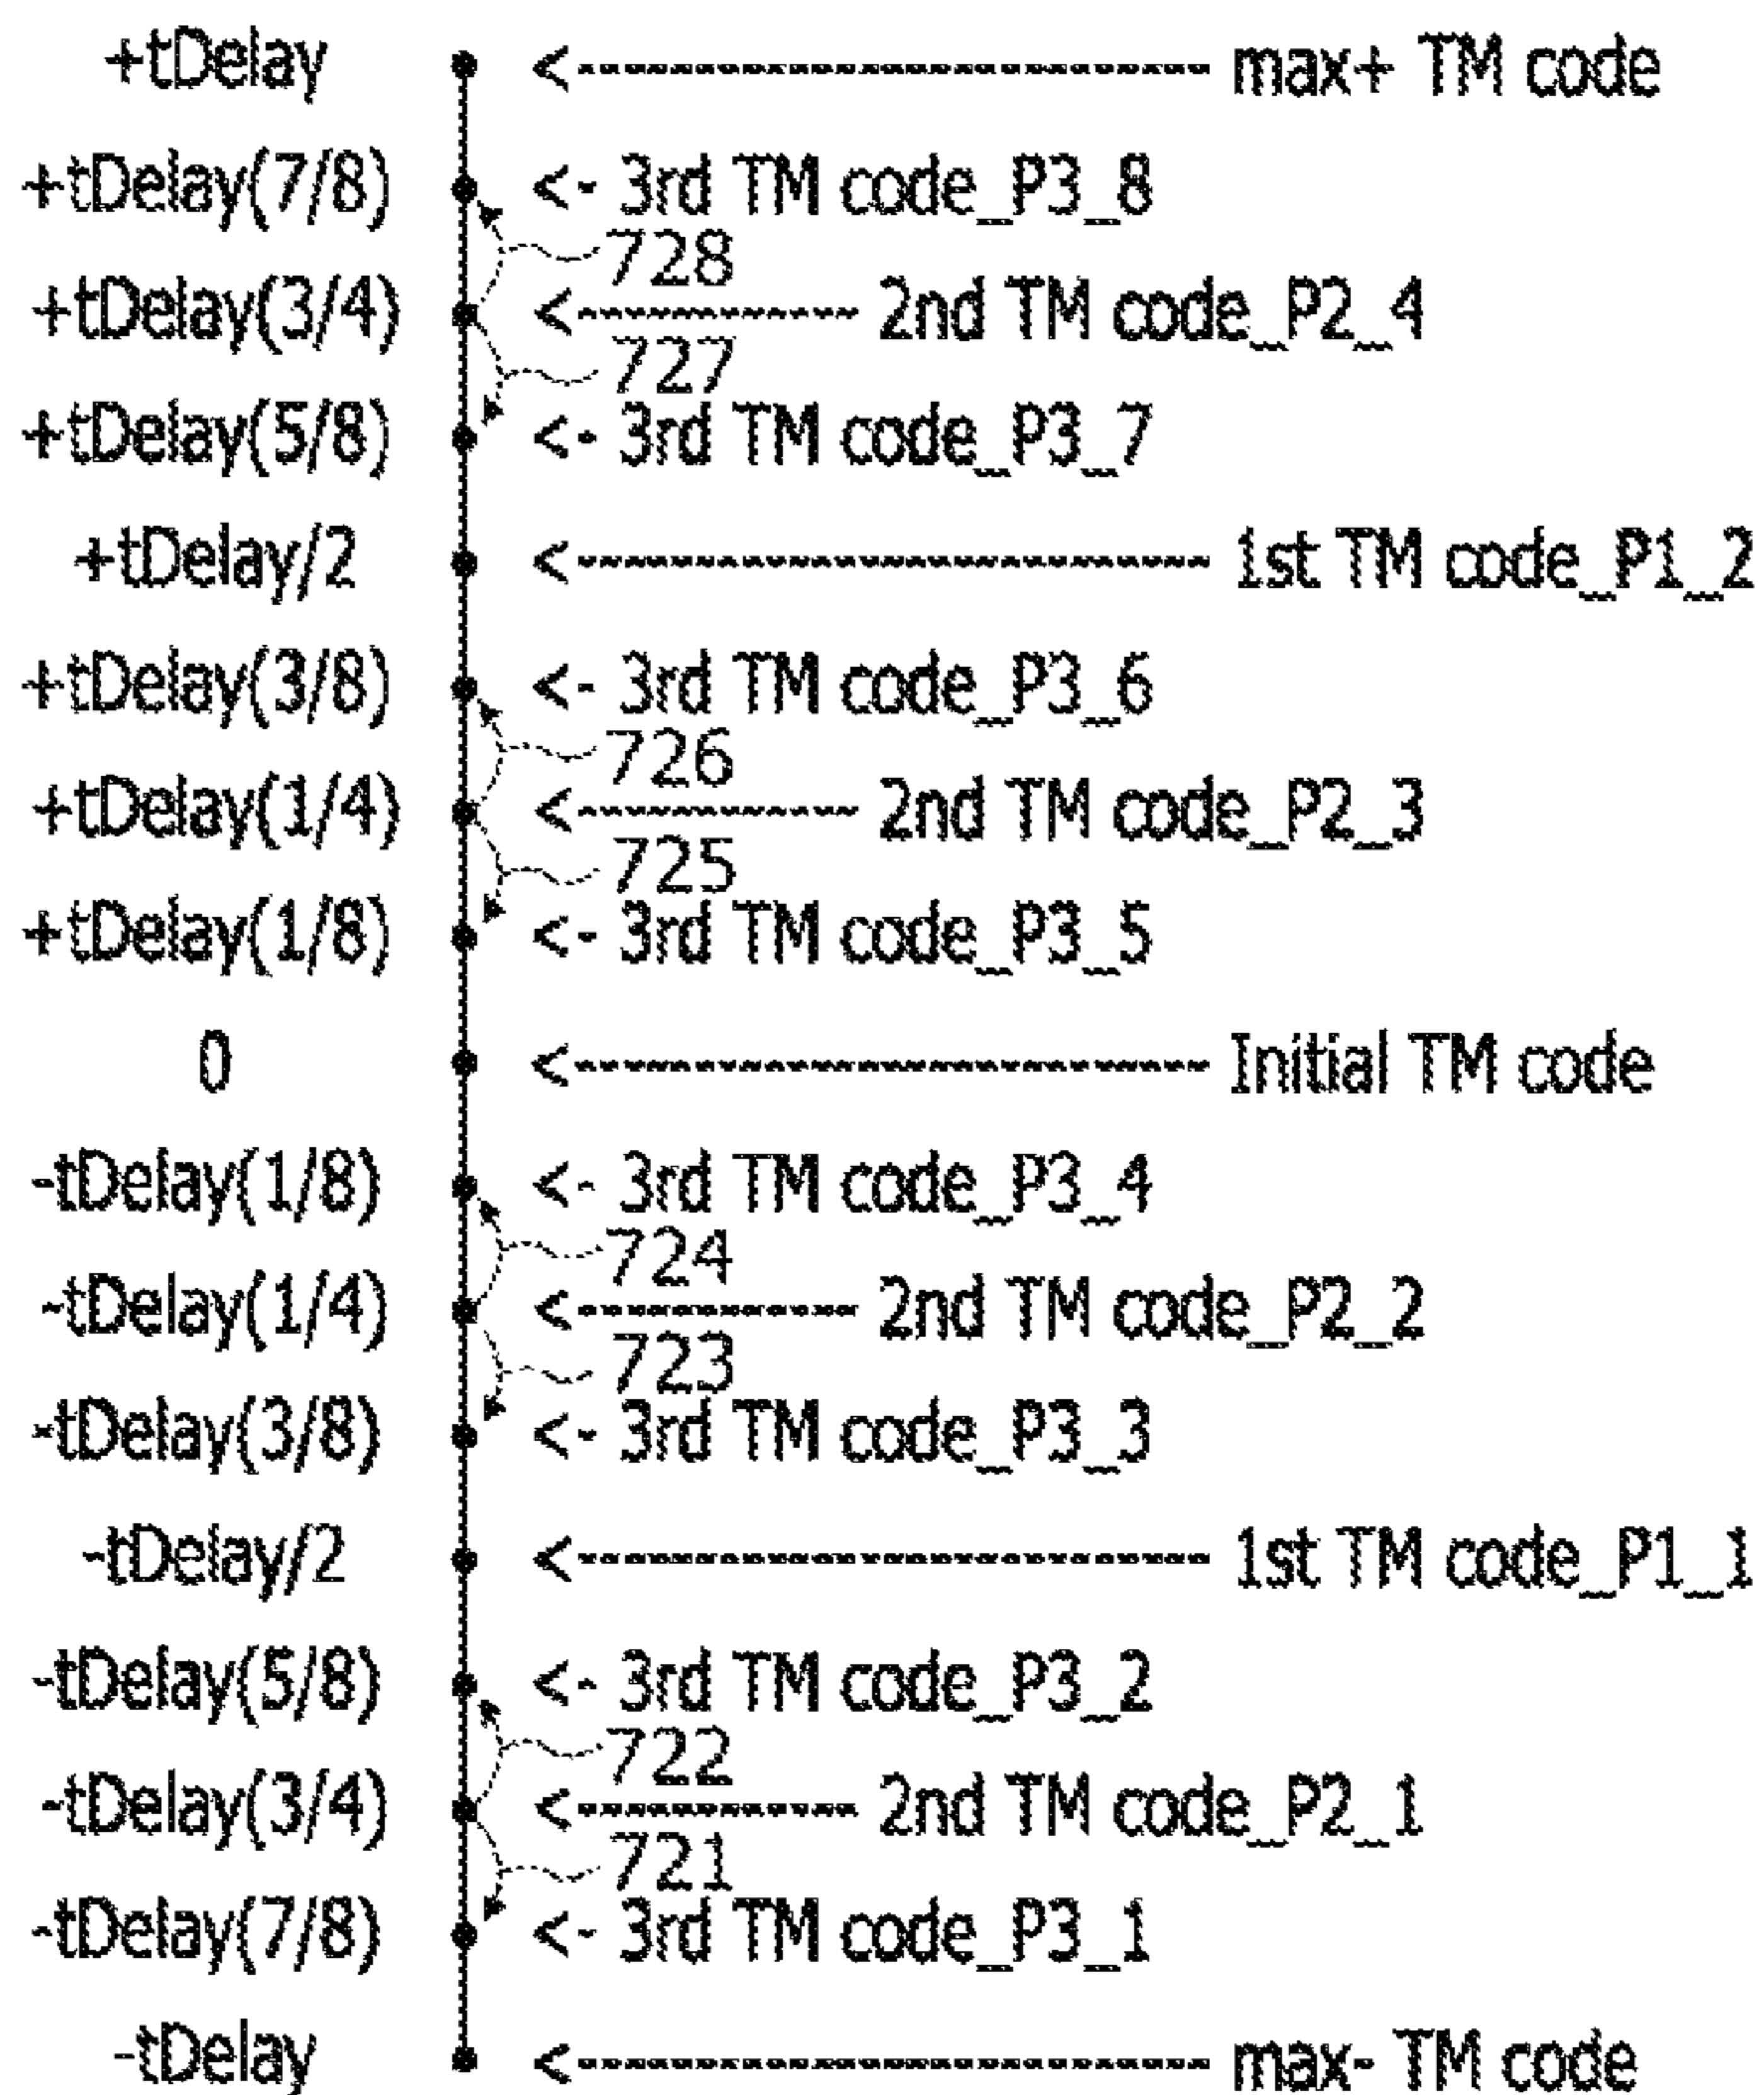 +tDelay <------------------------- max+ TM code
+tDelay(7/8) <- 3rd TM code_P3_8
728
+tDelay(3/4) <------------ 2nd TM code_P2_4
727
+tDelay(5/8) <- 3rd TM code_P3_7
+tDelay/2 <------------------------- 1st TM code_P1_2
+tDelay(3/8) <- 3rd TM code_P3_6
726
+tDelay(1/4) <------------ 2nd TM code_P2_3
725
+tDelay(1/8) <- 3rd TM code_P3_5
0 <------------------------- Initial TM code
-tDelay(1/8) <- 3rd TM code_P3_4
724
-tDelay(1/4) <------------ 2nd TM code_P2_2
723
-tDelay(3/8) <- 3rd TM code_P3_3
-tDelay/2 <------------------------- 1st TM code_P1_1
-tDelay(5/8) <- 3rd TM code_P3_2
722
-tDelay(3/4) <------------ 2nd TM code_P2_1
721
-tDelay(7/8) <- 3rd TM code_P3_1
-tDelay <------------------------- max- TM code